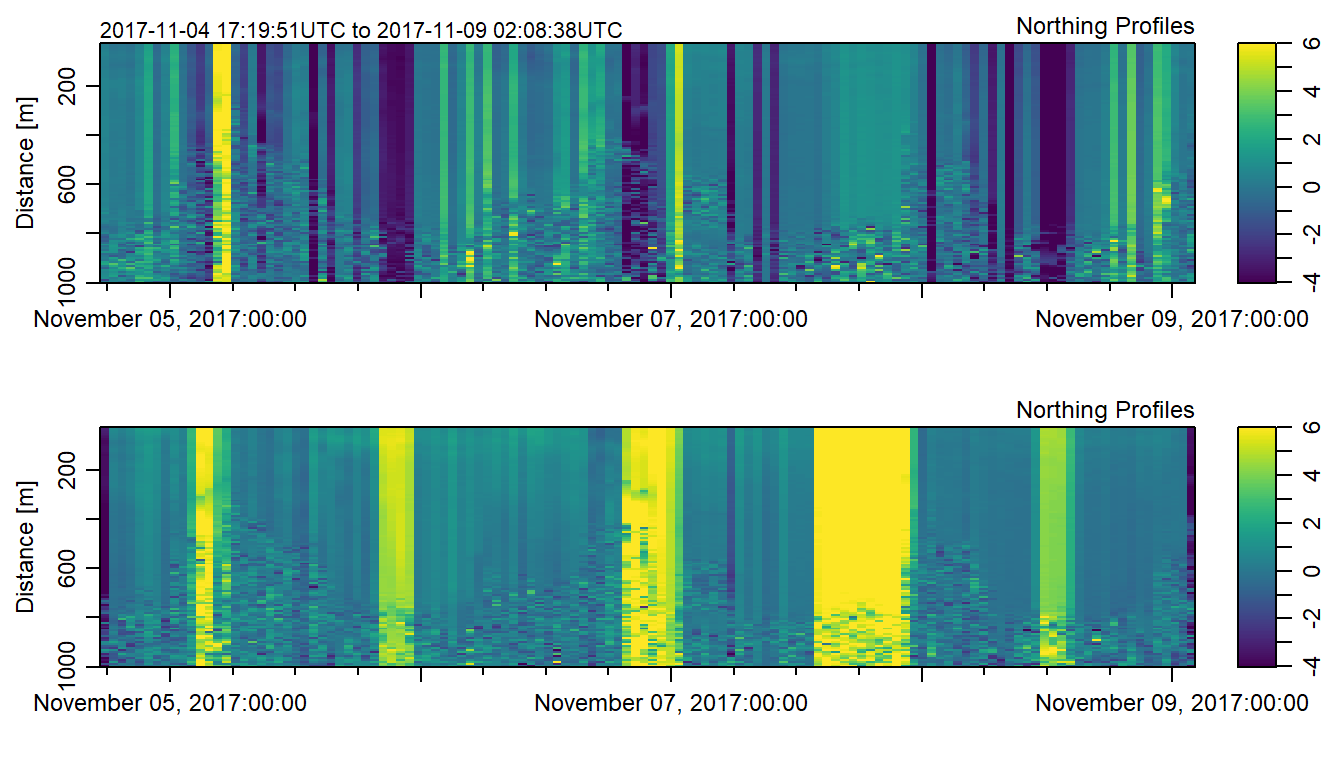 2017-11-04 17:19:51UTC to 2017-11-09 02:08:38UTC
Northing Profiles
Distance [m]
200
600
1000
November 05, 2017:00:00
November 07, 2017:00:00
November 09, 2017:00:00
6
4
2
0
-2
-4
Northing Profiles
Distance [m]
200
600
1000
November 05, 2017:00:00
November 07, 2017:00:00
November 09, 2017:00:00
6
4
2
0
-2
-4